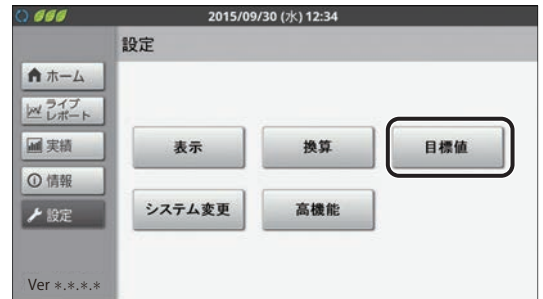 2015/09/30 (水) 12:34
設定
ホーム
ライブ
レポート
実績
情報
設定
表示
換算
目標値
システム変更
高機能
Ver *.*.*.*